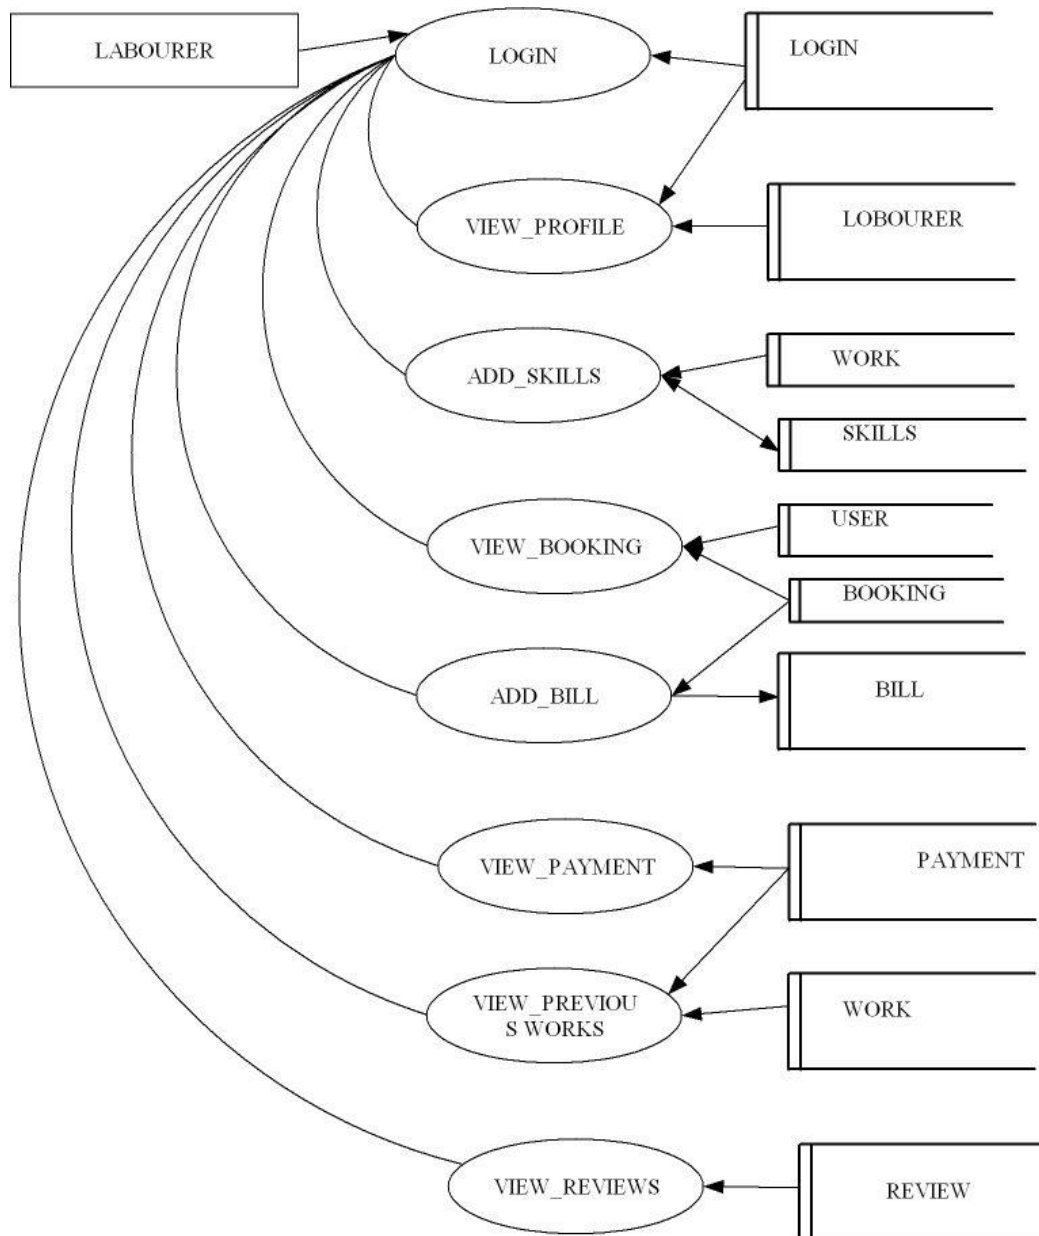 LABOURER
LOGIN
LOGIN
VIEW_PROFILE
LOBOURER
ADD_SKILLS
WORK
SKILLS
VIEW_BOOKING
USER
BOOKING
ADD_BILL
BILL
VIEW_PAYMENT
PAYMENT
VIEW_PREVIOU
S WORKS
WORK
VIEW_REVIEWS
REVIEW